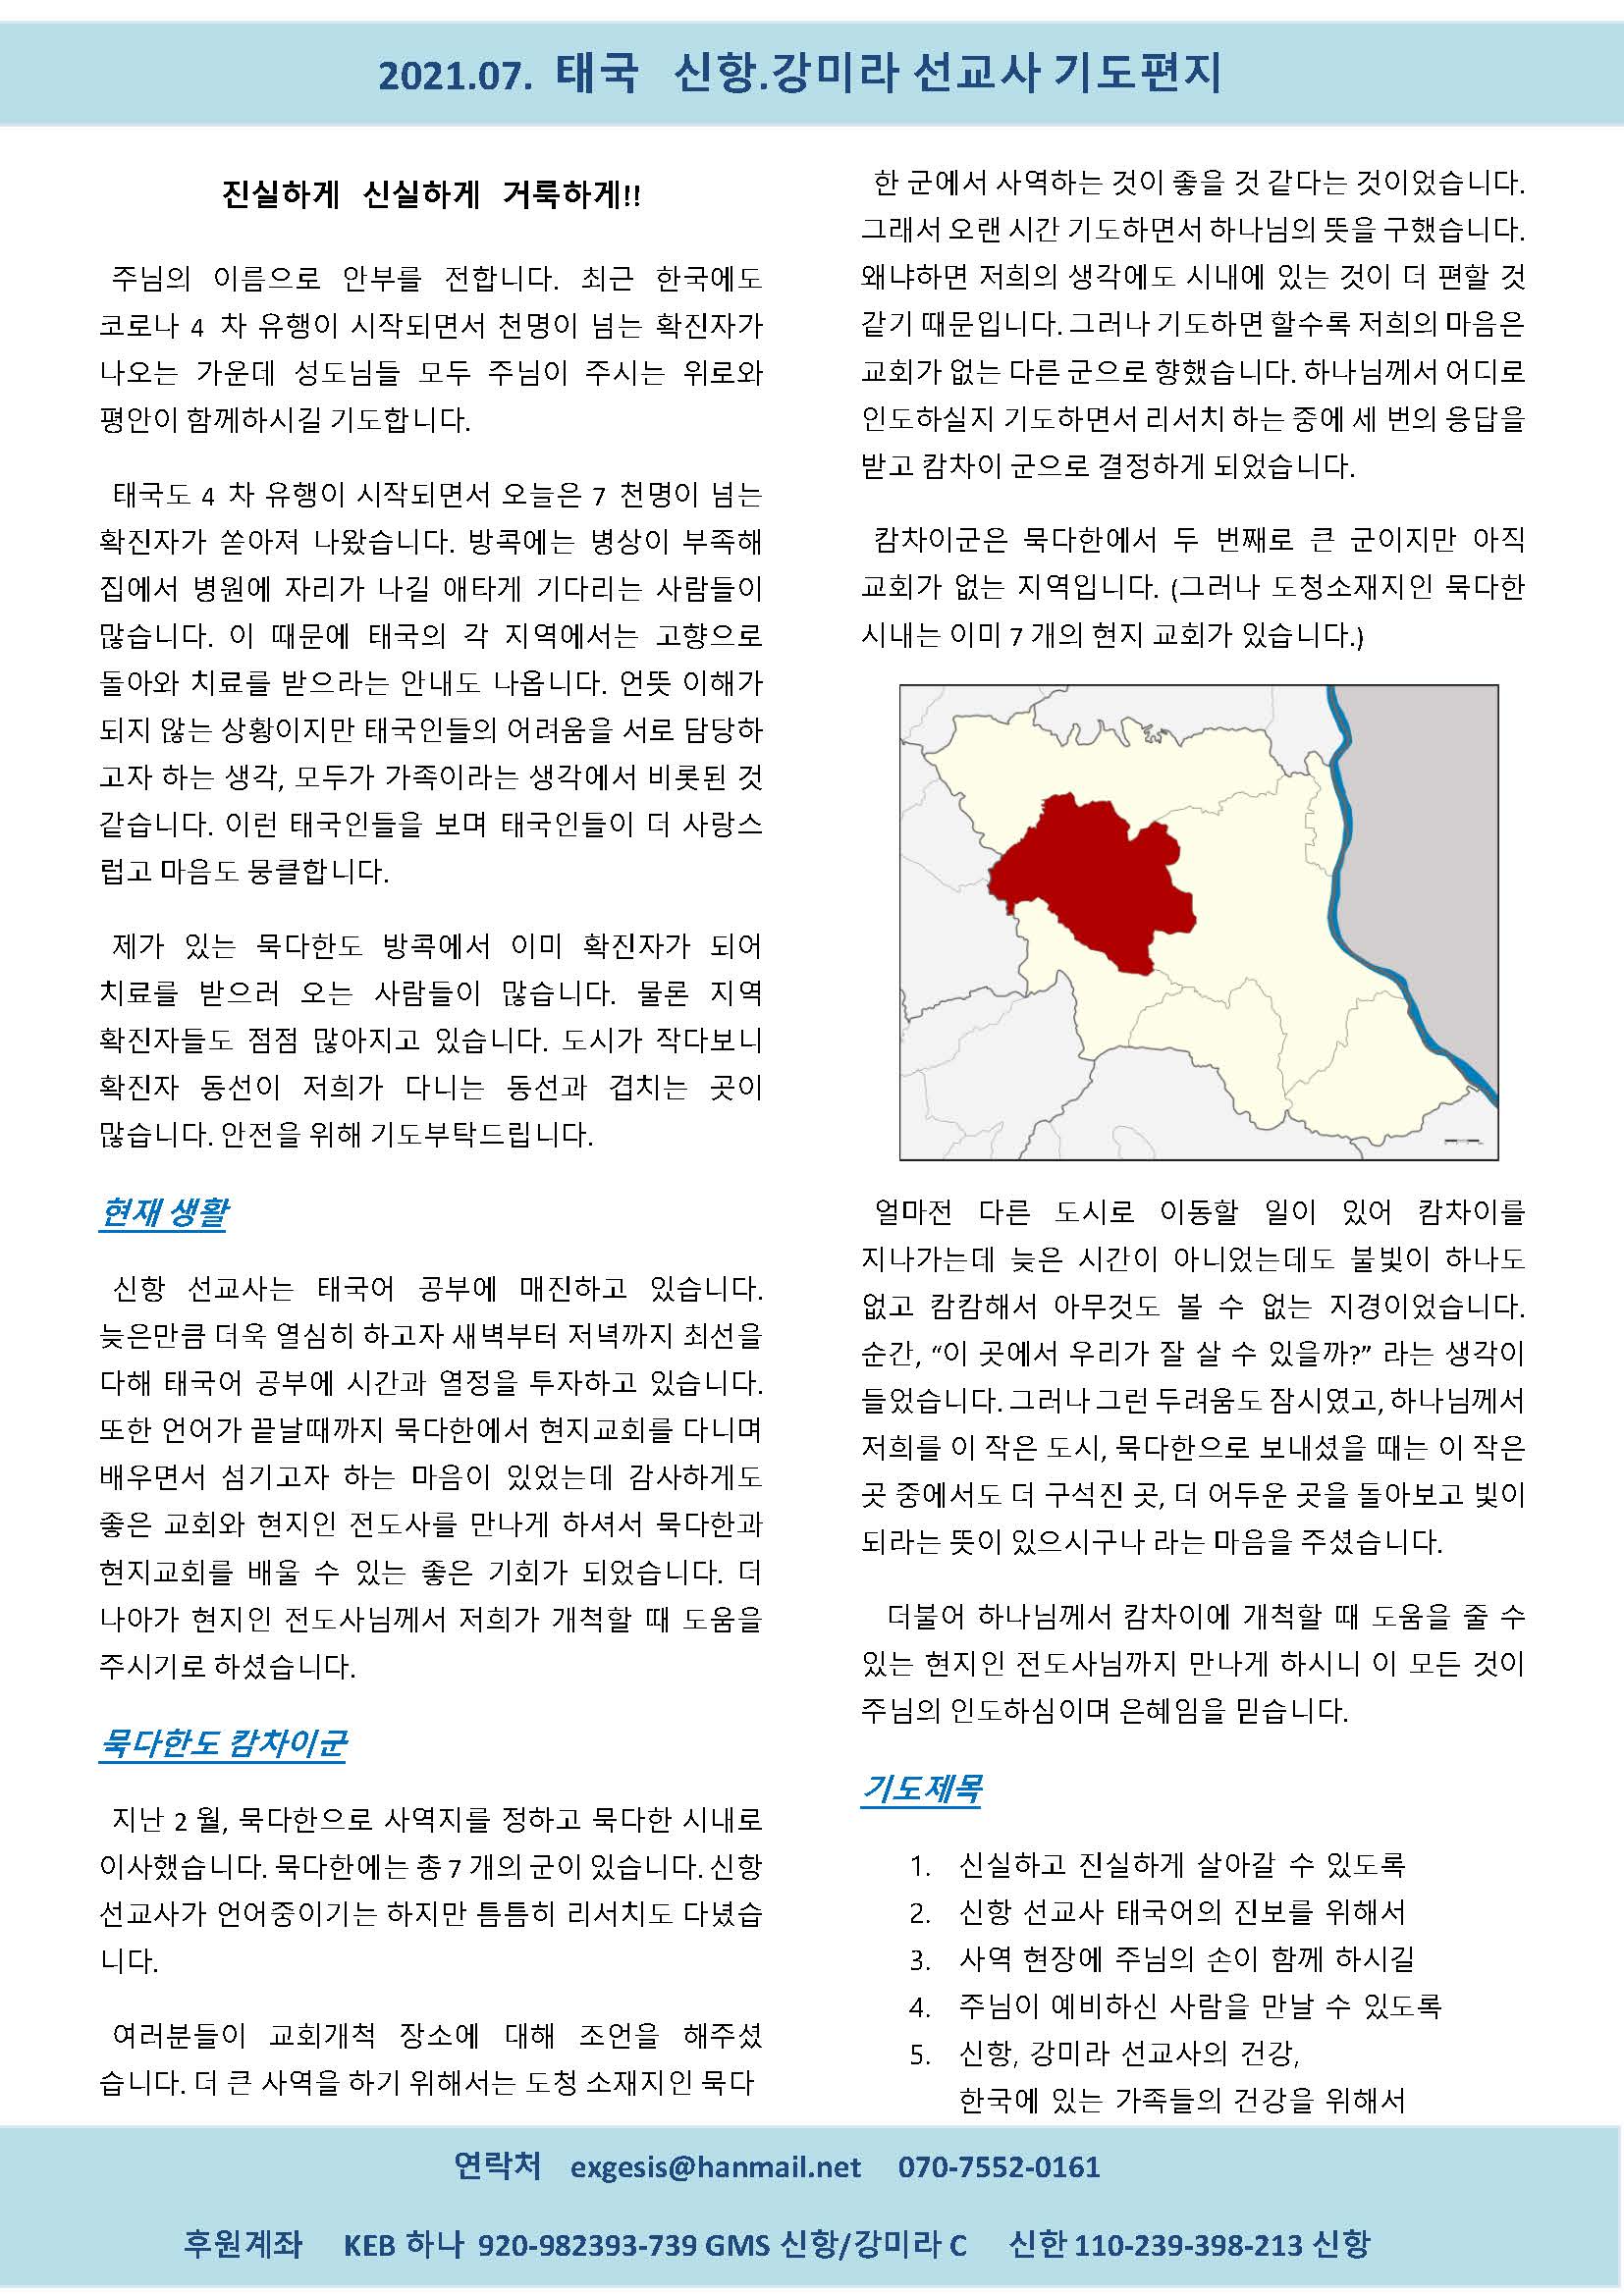 2021.07. 태국 신항.강미라 선교사 기도편지
진실하게 신실하게 거룩하게!!
주님의 이름으로 안부를 전합니다. 최근 한국에도
코로나 4 차 유행이 시작되면서 천명이 넘는 확진자가
나오는 가운데 성도님들 모두 주님이 주시는 위로와
평안이 함께하시길 기도합니다.
태국도 4 차 유행이 시작되면서 오늘은 7 천명이 넘는
확진자가 쏟아져 나왔습니다. 방콕에는 병상이 부족해
집에서 병원에 자리가 나길 애타게 기다리는 사람들이
많습니다. 이 때문에 태국의 각 지역에서는 고향으로
돌아와 치료를 받으라는 안내도 나옵니다. 언뜻 이해가
되지 않는 상황이지만 태국인들의 어려움을 서로 담당하
고자 하는 생각, 모두가 가족이라는 생각에서 비롯된 것
같습니다. 이런 태국인들을 보며 태국인들이 더 사랑스
럽고 마음도 뭉클합니다.
제가 있는 묵다한도 방콕에서 이미 확진자가 되어
치료를 받으러 오는 사람들이 많습니다. 물론 지역
확진자들도 점점 많아지고 있습니다. 도시가 작다보니
확진자 동선이 저희가 다니는 동선과 겹치는 곳이
많습니다. 안전을 위해 기도부탁드립니다.
현재 생활
신항 선교사는 태국어 공부에 매진하고 있습니다.
늦은만큼 더욱 열심히 하고자 새벽부터 저녁까지 최선을
다해 태국어 공부에 시간과 열정을 투자하고 있습니다.
또한 언어가 끝날때까지 묵다한에서 현지교회를 다니며
배우면서 섬기고자 하는 마음이 있었는데 감사하게도
좋은 교회와 현지인 전도사를 만나게 하셔서 묵다한과
현지교회를 배울 수 있는 좋은 기회가 되었습니다. 더
나아가 현지인 전도사님께서 저희가 개척할 때 도움을
주시기로 하셨습니다.
묵다한도 캄차이군
지난 2 월, 묵다한으로 사역지를 정하고 묵다한 시내로
이사했습니다. 묵다한에는 총 7 개의 군이 있습니다. 신항
선교사가 언어중이기는 하지만 틈틈히 리서치도 다녔습
니다.
여러분들이 교회개척 장소에 대해 조언을 해주셨
습니다. 더 큰 사역을 하기 위해서는 도청 소재지인 묵다
한 군에서 사역하는 것이 좋을 것 같다는 것이었습니다.
그래서 오랜 시간 기도하면서 하나님의 뜻을 구했습니다.
왜냐하면 저희의 생각에도 시내에 있는 것이 더 편할 것
같기 때문입니다. 그러나 기도하면 할수록 저희의 마음은
교회가 없는 다른 군으로 향했습니다. 하나님께서 어디로
인도하실지 기도하면서 리서치 하는 중에 세 번의 응답을
받고 캄차이 군으로 결정하게 되었습니다.
캄차이군은 묵다한에서 두 번째로 큰 군이지만 아직
교회가 없는 지역입니다. (그러나 도청소재지인 묵다한
시내는 이미 7 개의 현지 교회가 있습니다.)
얼마전 다른 도시로 이동할 일이 있어 캄차이를
지나가는데 늦은 시간이 아니었는데도 불빛이 하나도
없고 캄캄해서 아무것도 볼 수 없는 지경이었습니다.
순간, “이 곳에서 우리가 잘 살 수 있을까?” 라는 생각이
들었습니다. 그러나 그런 두려움도 잠시였고, 하나님께서
저희를 이 작은 도시, 묵다한으로 보내셨을 때는 이 작은
곳 중에서도 더 구석진 곳, 더 어두운 곳을 돌아보고 빛이
되라는 뜻이 있으시구나 라는 마음을 주셨습니다.
더불어 하나님께서 캄차이에 개척할 때 도움을 줄 수
있는 현지인 전도사님까지 만나게 하시니 이 모든 것이
주님의 인도하심이며 은혜임을 믿습니다.
기도제목
1. 신실하고 진실하게 살아갈 수 있도록
2. 신항 선교사 태국어의 진보를 위해서
3. 사역 현장에 주님의 손이 함께 하시길
4. 주님이 예비하신 사람을 만날 수 있도록
5. 신항, 강미라 선교사의 건강,
한국에 있는 가족들의 건강을 위해서
연락처 exgesis@hanmail.net 070-7552-0161
후원계좌 KEB 하나 920-982393-739 GMS 신항/강미라 C 신한 110-239-398-213 신항